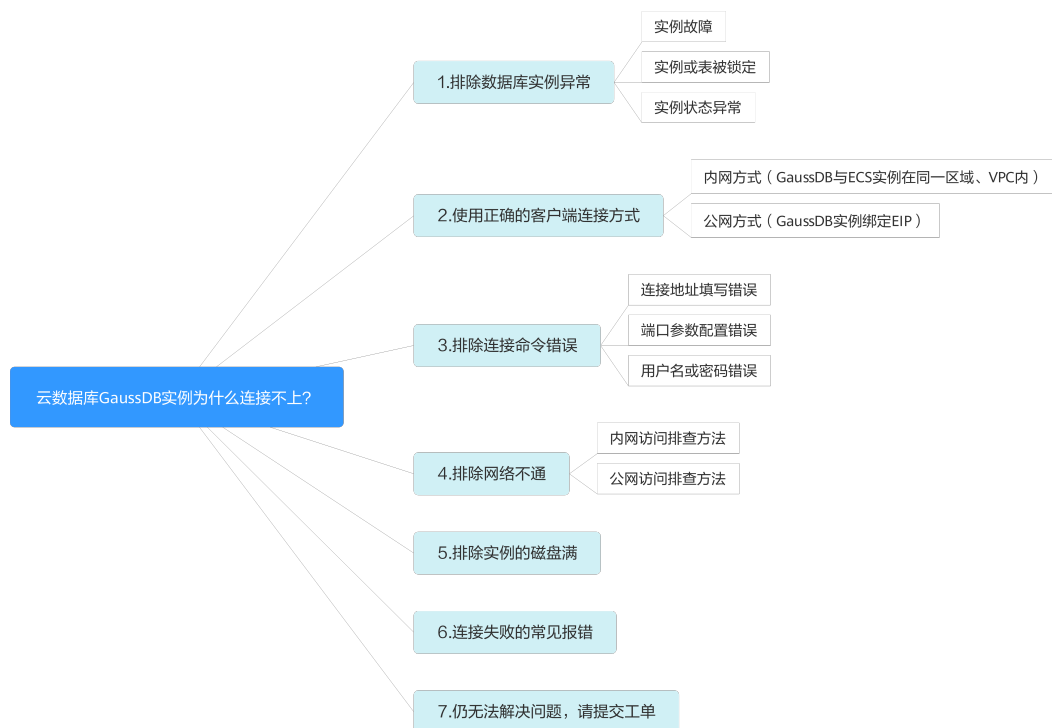 云数据库GaussDB实例为什么连接不上?
1.排除数据库实例异常
实例故障
实例或表被锁定
实例状态异常
2.使用正确的客户端连接方式
内网方式（GaussDB与ECS实例在同一区域、VPC内）
公网方式（GaussDB实例绑定EIP）
3.排除连接命令错误
连接地址填写错误
端口参数配置错误
用户名或密码错误
4.排除网络不通
内网访问排查方法
公网访问排查方法
5.排除实例的磁盘满
6.连接失败的常见报错
7.仍无法解决问题，请提交工单